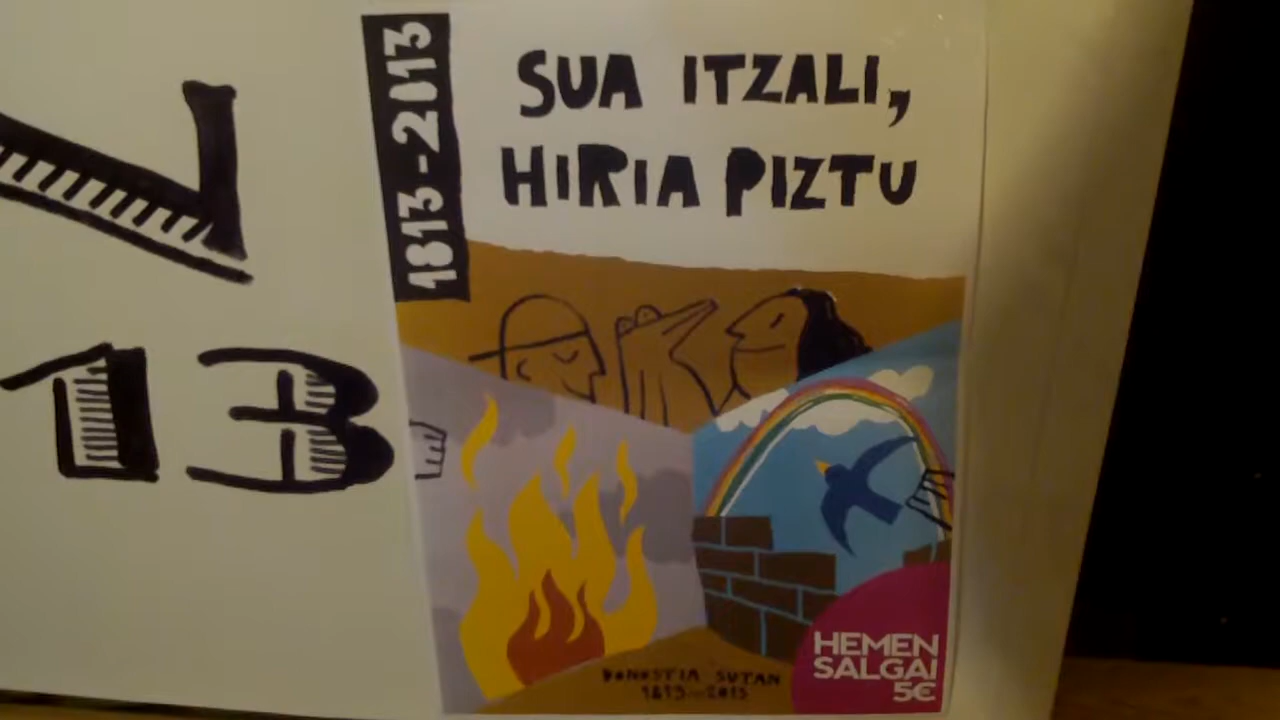 1813-2013
SUA ITZALI,
HIRIA PIZTU
13
DONOSTIA SUTAN
1813-2013
HEMEN
SALGAI
5€